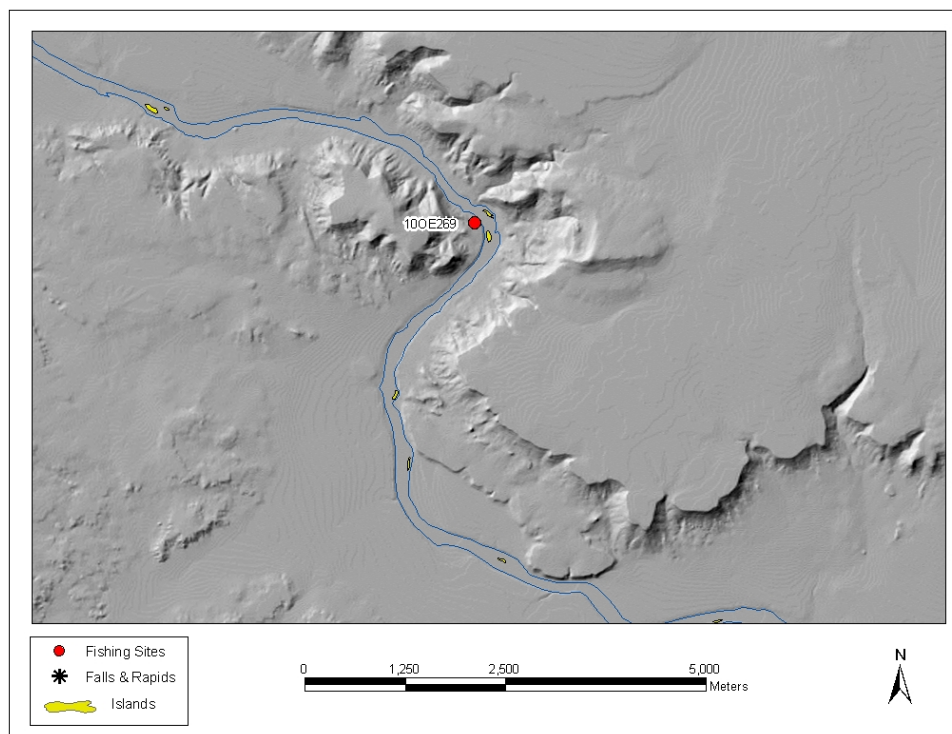 10OE269
Fishing Sites
Falls & Rapids
Islands
0 1,250 2,500 5,000
Meters
N